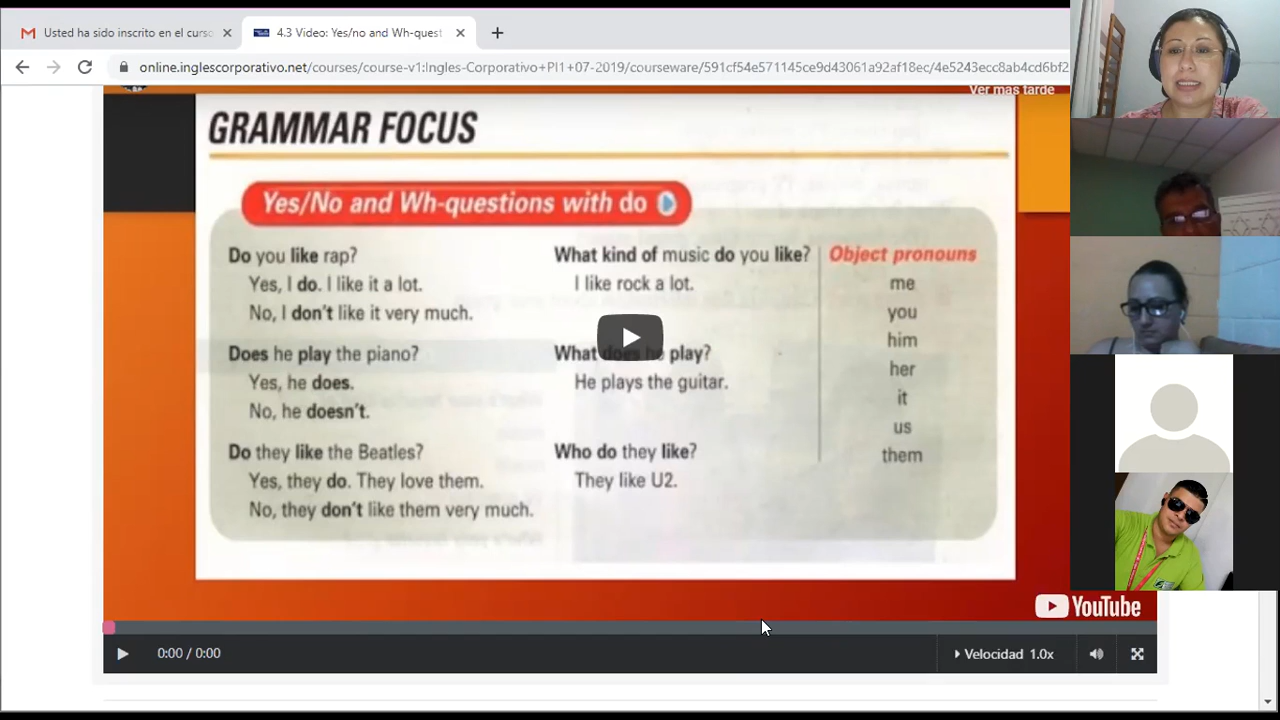 Usted ha sido inscrito en el curso
4.3 Video: Yes/no and Wh-quest
online.inglescorporativo.net/courses/course-v1:Ingles-Corporativo+PI1+07-2019/courseware/591cf54e571145ce9d43061a92af18ec/4e5243ecc8ab4cd6bf2
Ver mas tarde
GRAMMAR FOCUS
Yes/No and Wh-questions with do
Do you like rap?
Yes, I do. I like it a lot.
No, I don't like it very much.
Does he play the piano?
Yes, he does.
No, he doesn't.
Do they like the Beatles?
Yes, they do. They love them.
No, they don't like them very much.
What kind of music do you like?
I like rock a lot.
What does he play?
He plays the guitar.
Who do they like?
They like U2.
Object pronouns
me
you
him
her
it
us
them
YouTube
0:00 / 0:00
Velocidad 1.0x